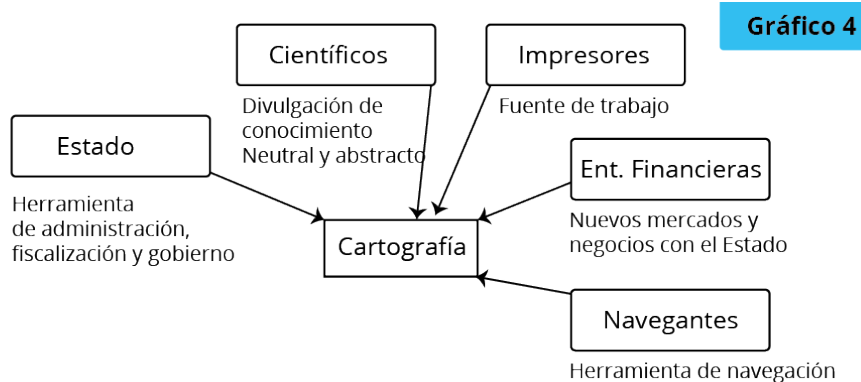 Gráfico 4
Científicos
Divulgación de
conocimiento
Neutral y abstracto
Impresores
Fuente de trabajo
Estado
Herramienta
de administración,
fiscalización y gobierno
Ent. Financieras
Nuevos mercados y
negocios con el Estado
Cartografía
Navegantes
Herramienta de navegación